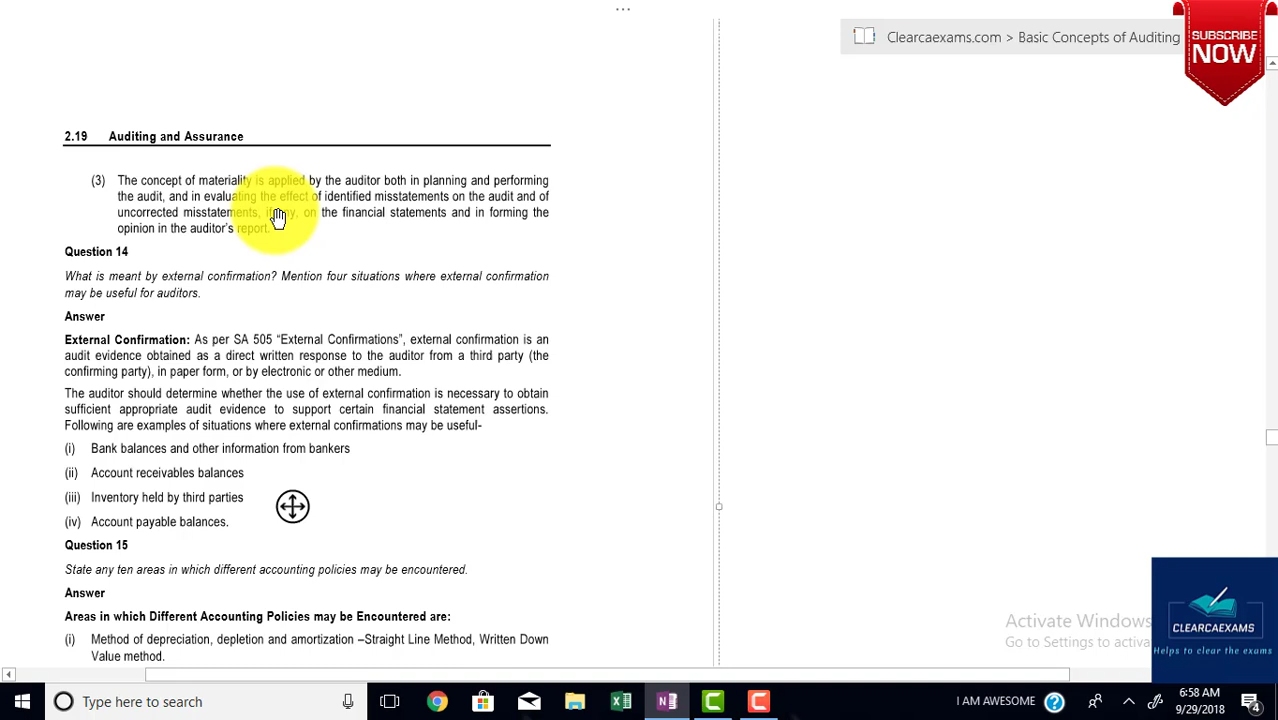 ...
Clearcaexams.com > Basic Concepts of Auditing
SUBSCRIBE
NOW
2.19 Auditing and Assurance
(3) The concept of materiality is applied by the auditor both in planning and performing
the audit, and in evaluating the effect of identified misstatements on the audit and of
uncorrected misstatements, if any, on the financial statements and in forming the
opinion in the auditor's report.
Question 14
What is meant by external confirmation? Mention four situations where external confirmation
may be useful for auditors.
Answer
External Confirmation: As per SA 505 “External Confirmations”, external confirmation is an
audit evidence obtained as a direct written response to the auditor from a third party (the
confirming party), in paper form, or by electronic or other medium.
The auditor should determine whether the use of external confirmation is necessary to obtain
sufficient appropriate audit evidence to support certain financial statement assertions.
Following are examples of situations where external confirmations may be useful-
(i) Bank balances and other information from bankers
(ii) Account receivables balances
(iii) Inventory held by third parties
(iv) Account payable balances.
Question 15
State any ten areas in which different accounting policies may be encountered.
Answer
Areas in which Different Accounting Policies may be Encountered are:
(i) Method of depreciation, depletion and amortization –Straight Line Method, Written Down
Value method.
Activate Windows
Go to Settings to activa
CLEARCAEXAMS
Helps to clear the exams
Type here to search
I AM AWESOME
6:58 AM
9/29/2018
4